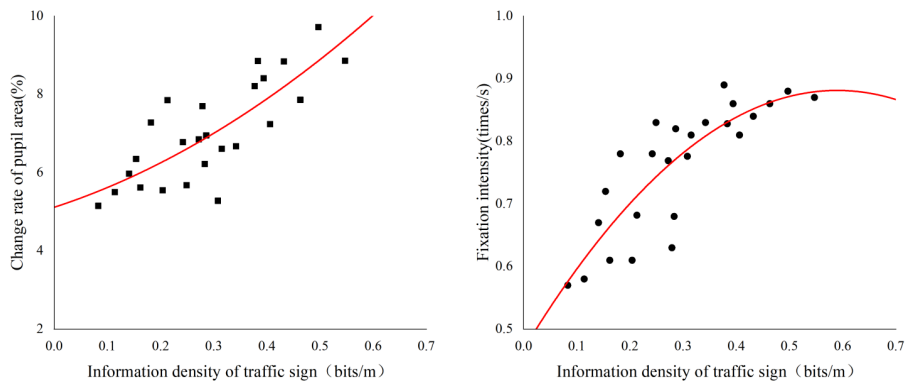 10
8
6
4
2
0.0 0.1 0.2 0.3 0.4 0.5 0.6 0.7
Change rate of pupil area(%)
Information density of traffic sign（bits/m）
1.0
0.9
0.8
0.7
0.6
0.5
0.0 0.1 0.2 0.3 0.4 0.5 0.6 0.7
Fixation intensity(times/s)
Information density of traffic sign（bits/m）